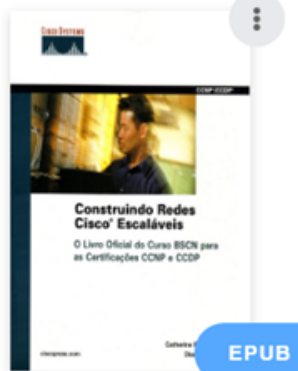 CISCO SYSTEMS
CCNP/CCDP
Construindo Redes
Cisco® Escaláveis
O Livro Oficial do Curso BSCN para
as Certificações CCNP e CCDP
Catherine
ciscopress.com
EPUB